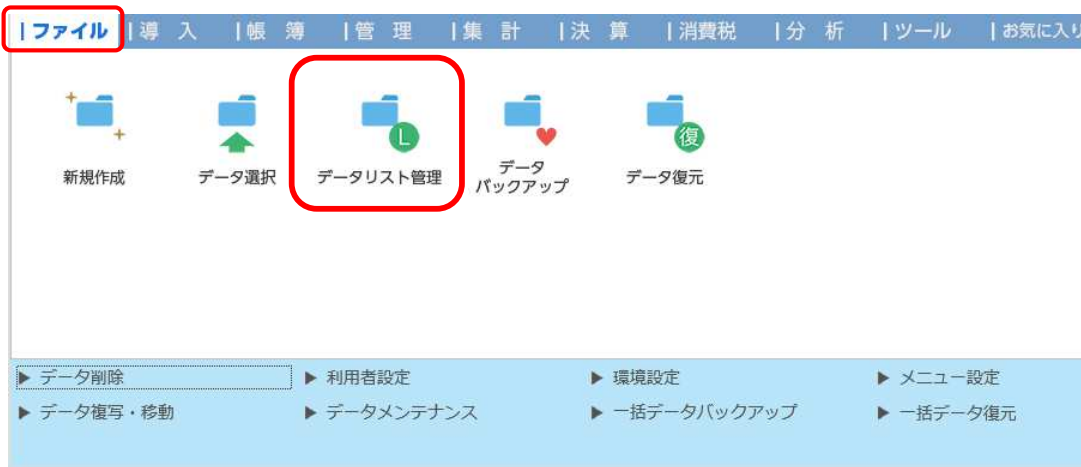 |ファイル |導 入 |帳 簿 |管 理 |集 計 |決 算 |消費税 |分 析 |ツール |お気に入り
新規作成 データ選択 L データリスト管理 データ バックアップ 復 データ復元
▶ データ削除 ▶ 利用者設定 ▶ 環境設定 ▶ メニュー設定
▶ データ複写・移動 ▶ データメンテナンス ▶ 一括データバックアップ ▶ 一括データ復元